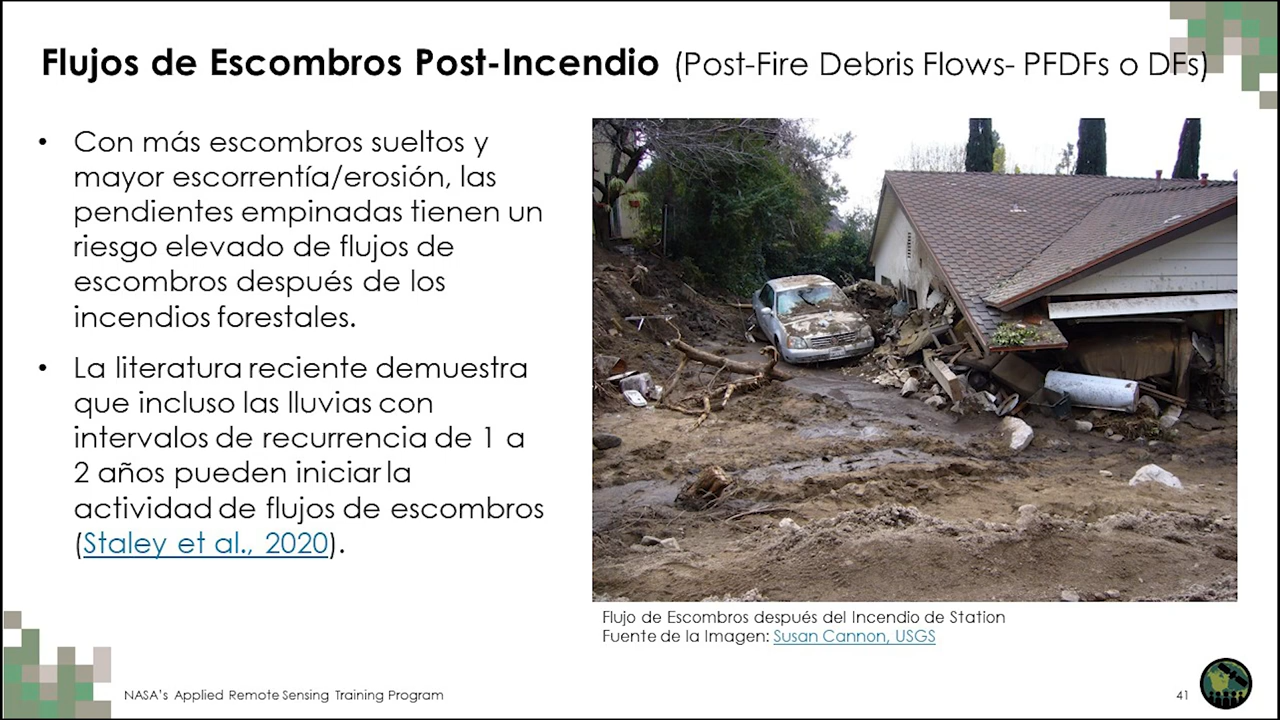 Flujos de Escombros Post-Incendio (Post-Fire Debris Flows- PFDFs o DFs)
• Con más escombros sueltos y
mayor escorrentía/erosión, las
pendientes empinadas tienen un
riesgo elevado de flujos de
escombros después de los
incendios forestales.
• La literatura reciente demuestra
que incluso las lluvias con
intervalos de recurrencia de 1 a
2 años pueden iniciar la
actividad de flujos de escombros
(Staley et al., 2020).
Flujo de Escombros después del Incendio de Station
Fuente de la Imagen: Susan Cannon, USGS
NASA's Applied Remote Sensing Training Program
41